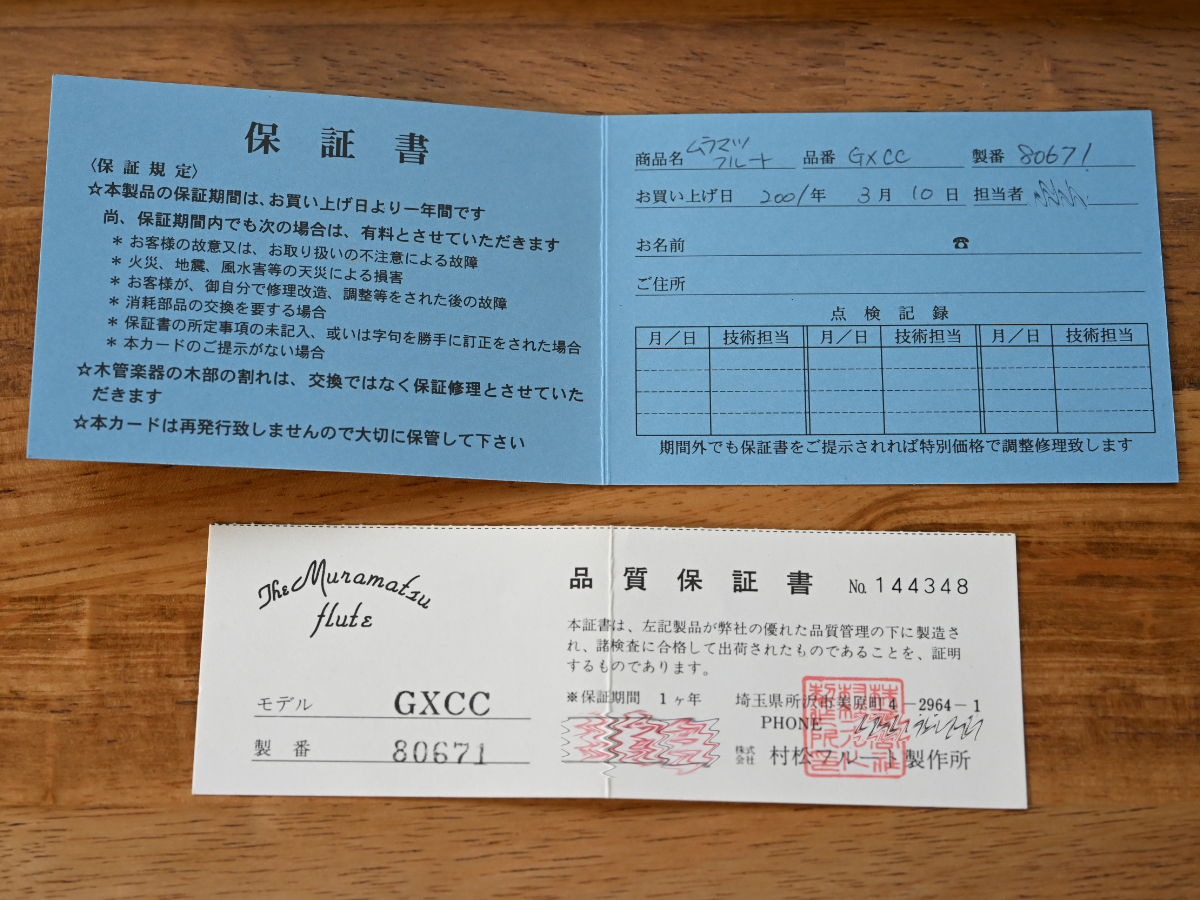 保証書
〈保証規定〉
☆本製品の保証期間は、お買い上げ日より一年間です
尚、保証期間内でも次の場合は、有料とさせていただきます
* お客様の故意又は、お取り扱いの不注意による故障
* 火災、地震、風水害等の天災による損害
* お客様が、御自分で修理改造、調整等をされた後の故障
* 消耗部品の交換を要する場合
* 保証書の所定事項の未記入、或いは字句を勝手に訂正をされた場合
* 本カードのご提示がない場合
☆木管楽器の木部の割れは、交換ではなく保証修理とさせていた
だきます
☆本カードは再発行致しませんので大切に保管して下さい
商品名 ムラマツ フルート 品番 GXCC 製番 80671
お買い上げ日 2001年 3月 10日 担当者
お名前 ☎
ご住所
点検記録
月/日 技術担当 月/日 技術担当 月/日 技術担当
期間外でも保証書をご提示されれば特別価格で調整修理致します
The Muramatsu
flute
モデル GXCC
製番 80671
品質保証書 No. 144348
本証書は、左記製品が弊社の優れた品質管理の下に製造さ
れ、諸検査に合格して出荷されたものであることを、証明
するものであります。
※保証期間 1ヶ年 埼玉県所沢市美原町4-2964-1
PHONE
株式会社 村松フルート製作所